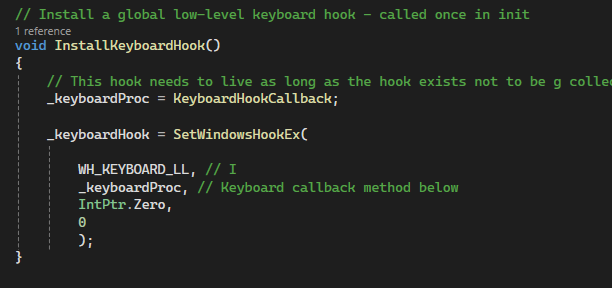 // Install a global low-level keyboard hook - called once in init
1 reference
void InstallKeyboardHook()
{
// This hook needs to live as long as the hook exists not to be g collec
_keyboardProc = KeyboardHookCallback;
_keyboardHook = SetWindowsHookEx(
WH_KEYBOARD_LL, // I
_keyboardProc, // Keyboard callback method below
IntPtr.Zero,
0
);
}